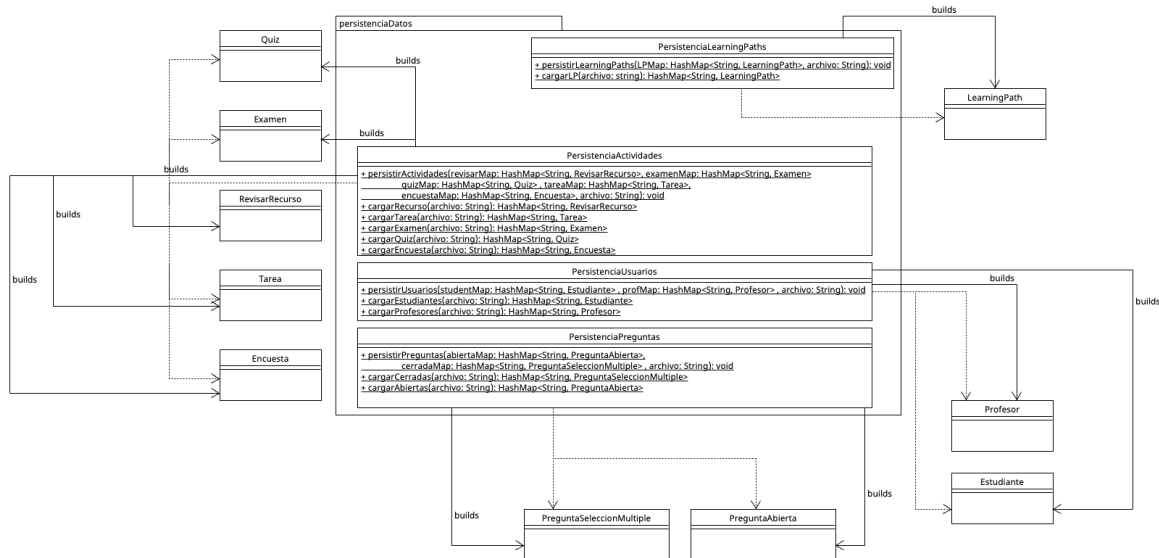 builds
persistenciaDatos
Quiz
PersistenciaLearningPaths
builds
+ persistirLearningPaths(LPMap: HashMap<String, LearningPath>, archivo: String): void
+ cargarLP(archivo: string): HashMap<String, LearningPath>
LearningPath
Examen
builds
PersistenciaActividades
builds
+ persistirActividades(revisarMap: HashMap<String, RevisarRecurso>, examenMap: HashMap<String, Examen>
quizMap: HashMap<String, Quiz> , tareaMap: HashMap<String, Tarea>,
encuestaMap: HashMap<String, Encuesta>, archivo: String): void
+ cargarRecurso(archivo: String): HashMap<String, RevisarRecurso>
+ cargarTarea(archivo: String): HashMap<String, Tarea>
+ cargarExamen(archivo: String): HashMap<String, Examen>
+ cargarQuiz(archivo: String): HashMap<String, Quiz>
+ cargarEncuesta(archivo: String): HashMap<String, Encuesta>
RevisarRecurso
builds
PersistenciaUsuarios
+ persistirUsuarios(studentMap: HashMap<String, Estudiante> , profMap: HashMap<String, Profesor> , archivo: String): void
+ cargarEstudiantes(archivo: String): HashMap<String, Estudiante>
+ cargarProfesores(archivo: String): HashMap<String, Profesor>
Tarea
builds
builds
builds
PersistenciaPreguntas
+ persistirPreguntas(abiertaMap: HashMap<String, PreguntaAbierta>,
cerradaMap: HashMap<String, PreguntaSeleccionMultiple> , archivo: String): void
+ cargarCerradas(archivo: String): HashMap<String, PreguntaSeleccionMultiple>
+ cargarAbiertas(archivo: String): HashMap<String, PreguntaAbierta>
Encuesta
Profesor
Estudiante
builds
builds
PreguntaSeleccionMultiple
PreguntaAbierta